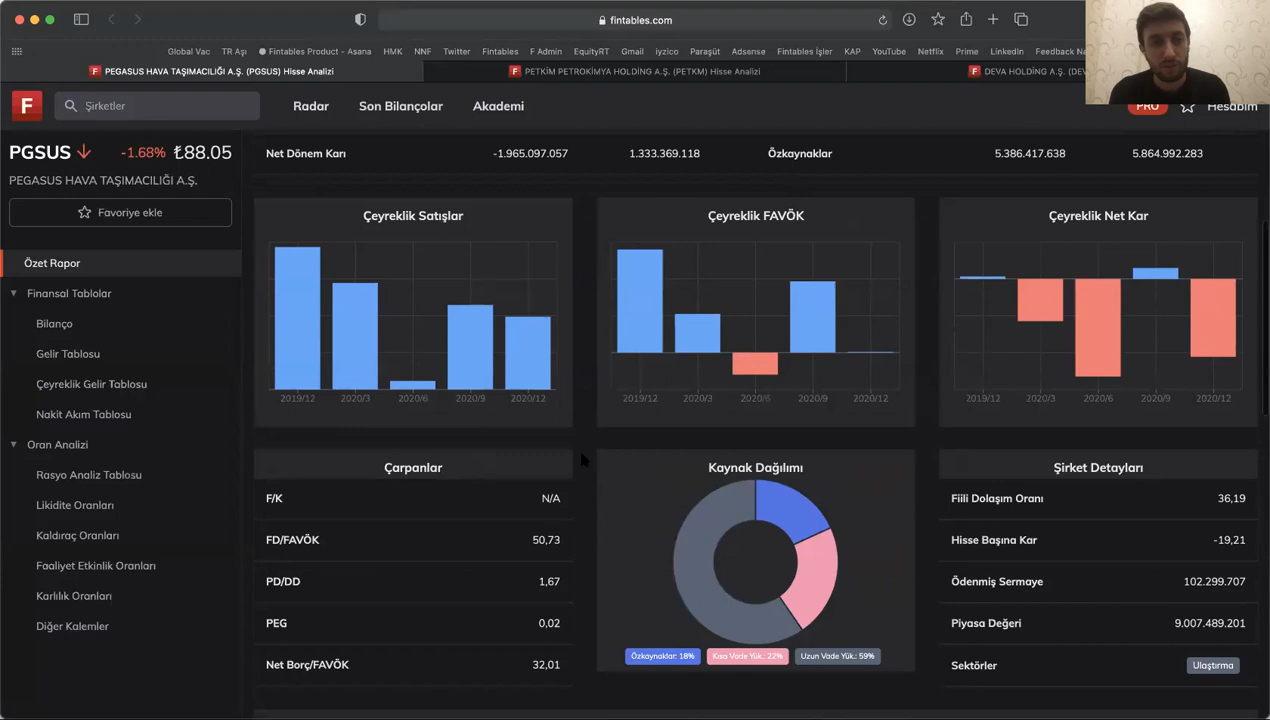 fintables.com
Global Vac TR Aşı Fintables Product - Asana HMK NNF Twitter Fintables F Admin EquityRT Gmail iyzico Paraşüt Adsense Fintables İşler KAP YouTube Netflix Prime Linkedin Feedback
F PEGASUS HAVA TAŞIMACILIĞI A.Ş. (PGSUS) Hisse Analizi
F PETKİM PETROKİMYA HOLDİNG A.Ş. (PETKM) Hisse Analizi
F DEVA HOLDİNG A.Ş.
F Şirketler Radar Son Bilançolar Akademi PRO Hesabım
PGSUS -1.68% ₺88.05
PEGASUS HAVA TAŞIMACILIĞI A.Ş.
Favoriye ekle
Özet Rapor
Finansal Tablolar
Bilanço
Gelir Tablosu
Çeyreklik Gelir Tablosu
Nakit Akım Tablosu
Oran Analizi
Rasyo Analiz Tablosu
Likidite Oranları
Kaldıraç Oranları
Faaliyet Etkinlik Oranları
Karlılık Oranları
Diğer Kalemler
Net Dönem Karı -1.965.097.057 1.333.369.118 Özkaynaklar 5.386.417.638 5.864.992.283
Çeyreklik Satışlar
2019/12 2020/3 2020/6 2020/9 2020/12
Çeyreklik FAVÖK
2019/12 2020/3 2020/6 2020/9 2020/12
Çeyreklik Net Kar
2019/12 2020/3 2020/6 2020/9 2020/12
Çarpanlar
F/K N/A
FD/FAVÖK 50,73
PD/DD 1,67
PEG 0,02
Net Borç/FAVÖK 32,01
Kaynak Dağılımı
Özkaynaklar: 18% Kısa Vade Yük.: 22% Uzun Vade Yük.: 59%
Şirket Detayları
Fiili Dolaşım Oranı 36,19
Hisse Başına Kar -19,21
Ödenmiş Sermaye 102.299.707
Piyasa Değeri 9.007.489.201
Sektörler Ulaştırma